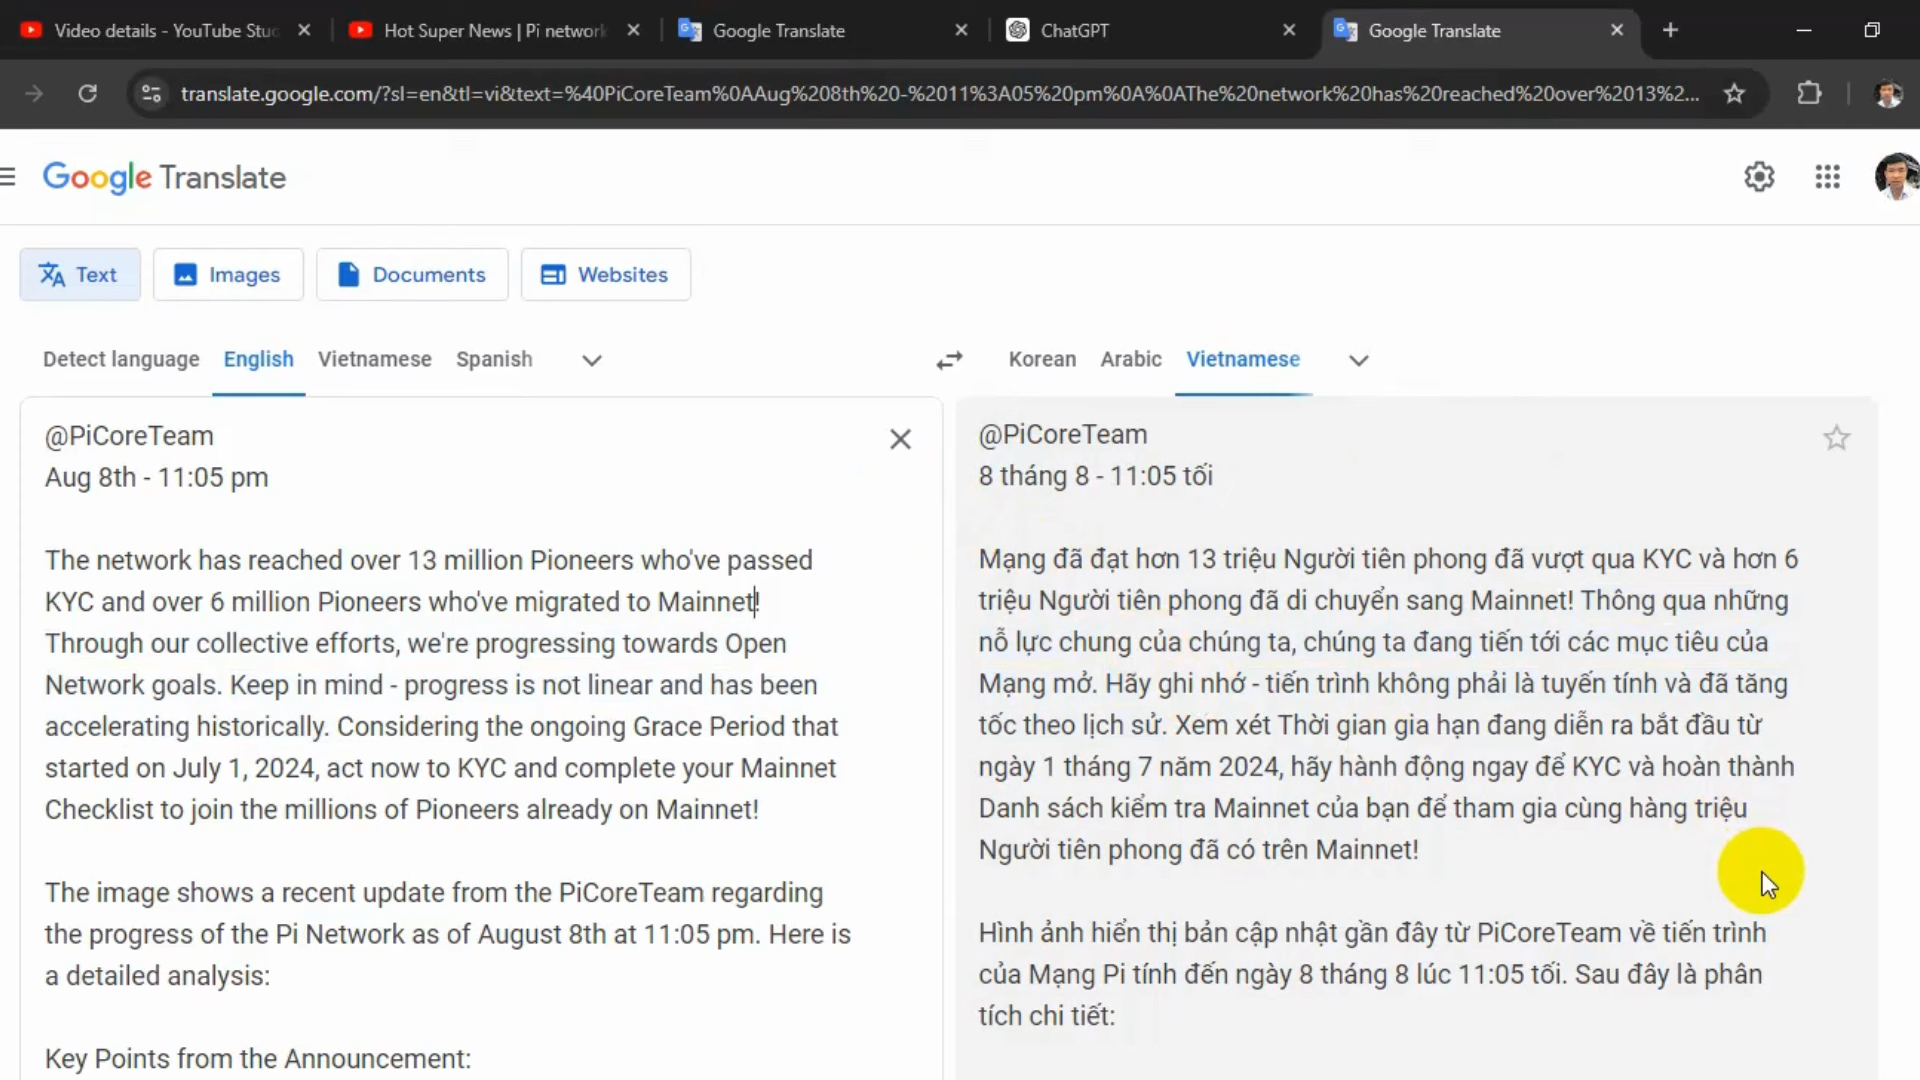 Video details - YouTube Stu
Hot Super News | Pi network
Google Translate
ChatGPT
Google Translate
translate.google.com/?sl=en&tl=vi&text=%40PiCoreTeam%0AAug%208th%20-%2011%3A05%20pm%0A%0AThe%20network%20has%20reached%20over%2013%2...
Google Translate
Text
Images
Documents
Websites
Detect language
English
Vietnamese
Spanish
Korean
Arabic
Vietnamese
@PiCoreTeam
Aug 8th - 11:05 pm
The network has reached over 13 million Pioneers who've passed
KYC and over 6 million Pioneers who've migrated to Mainnet!
Through our collective efforts, we're progressing towards Open
Network goals. Keep in mind - progress is not linear and has been
accelerating historically. Considering the ongoing Grace Period that
started on July 1, 2024, act now to KYC and complete your Mainnet
Checklist to join the millions of Pioneers already on Mainnet!
The image shows a recent update from the PiCoreTeam regarding
the progress of the Pi Network as of August 8th at 11:05 pm. Here is
a detailed analysis:
Key Points from the Announcement:
@PiCoreTeam
8 tháng 8 - 11:05 tối
Mạng đã đạt hơn 13 triệu Người tiên phong đã vượt qua KYC và hơn 6
triệu Người tiên phong đã di chuyển sang Mainnet! Thông qua những
nỗ lực chung của chúng ta, chúng ta đang tiến tới các mục tiêu của
Mạng mở. Hãy ghi nhớ - tiến trình không phải là tuyến tính và đã tăng
tốc theo lịch sử. Xem xét Thời gian gia hạn đang diễn ra bắt đầu từ
ngày 1 tháng 7 năm 2024, hãy hành động ngay để KYC và hoàn thành
Danh sách kiểm tra Mainnet của bạn để tham gia cùng hàng triệu
Người tiên phong đã có trên Mainnet!
Hình ảnh hiển thị bản cập nhật gần đây từ PiCoreTeam về tiến trình
của Mạng Pi tính đến ngày 8 tháng 8 lúc 11:05 tối. Sau đây là phân
tích chi tiết: